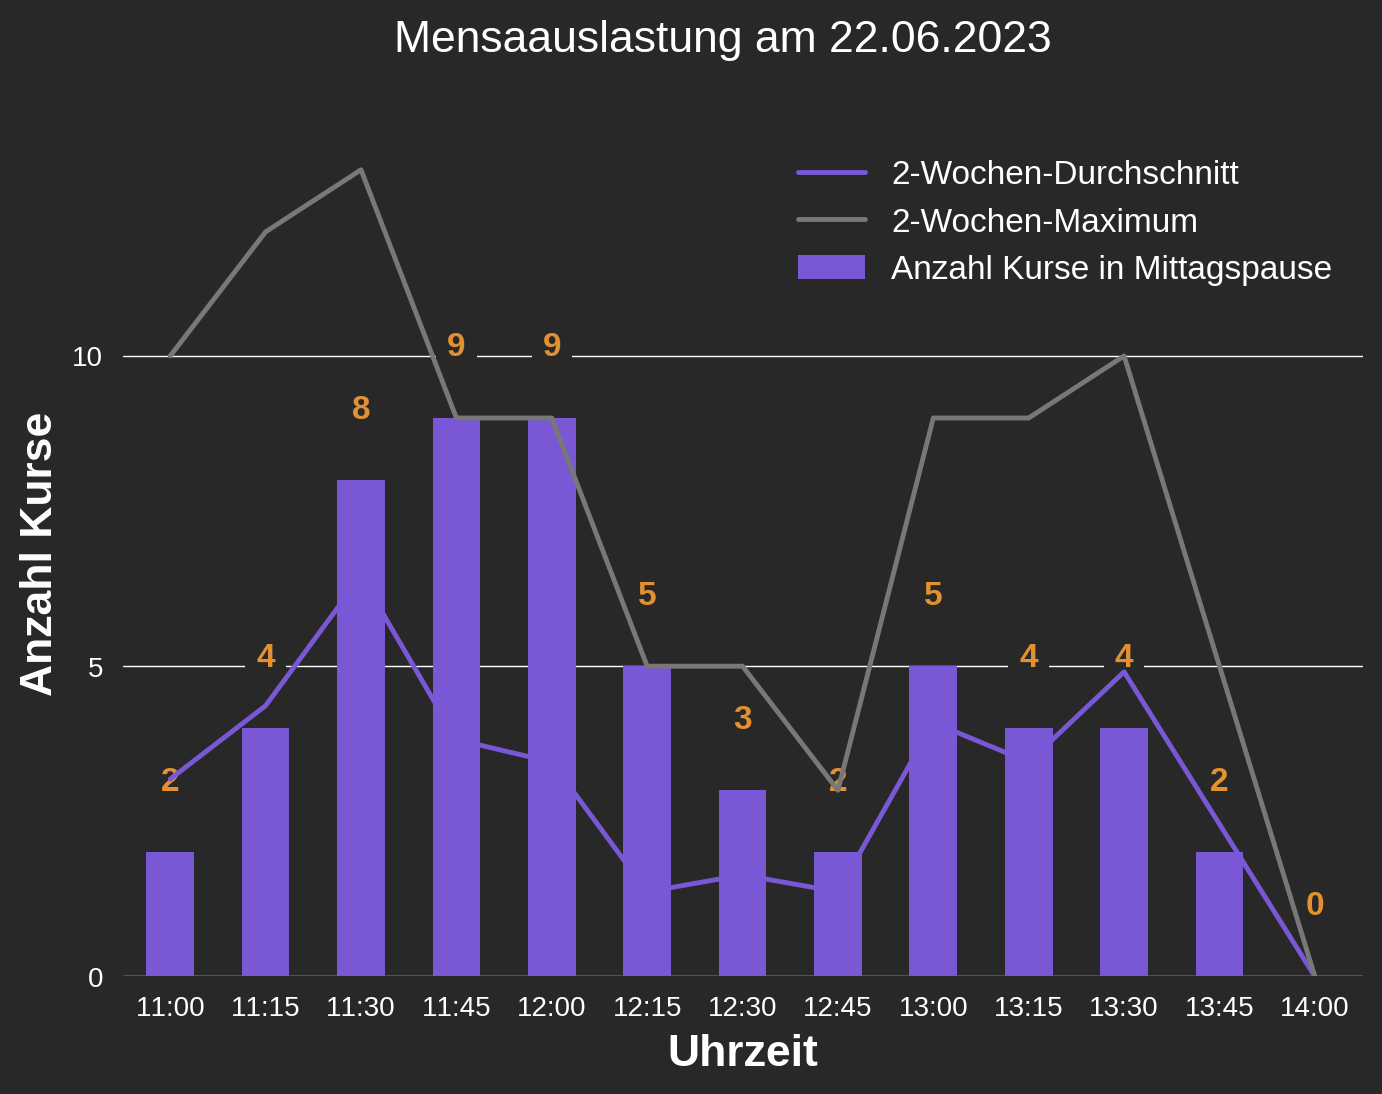 Mensaauslastung am 22.06.2023
2-Wochen-Durchschnitt
2-Wochen-Maximum
Anzahl Kurse in Mittagspause
Anzahl Kurse
10
5
0
2
4
8
9
9
5
3
2
5
4
4
2
0
11:00 11:15 11:30 11:45 12:00 12:15 12:30 12:45 13:00 13:15 13:30 13:45 14:00
Uhrzeit